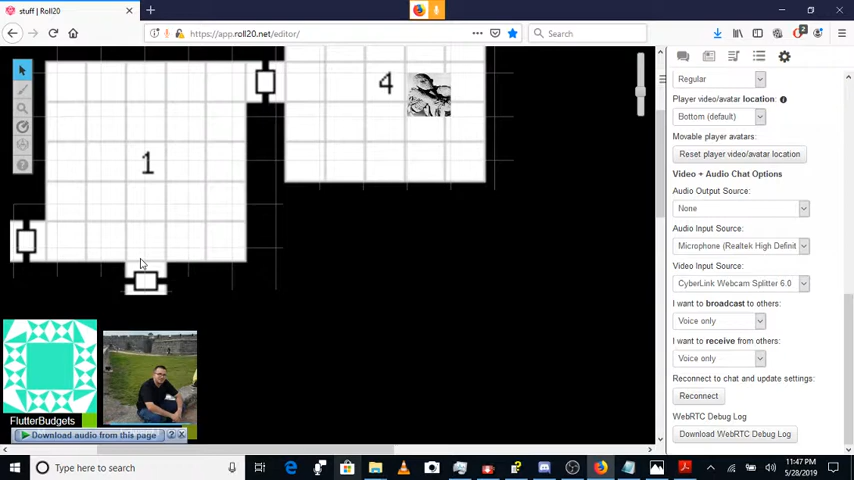 stuff | Roll20
https://app.roll20.net/editor/
Search
2
1
4
Regular
Player video/avatar location:
Bottom (default)
Movable player avatars:
Reset player video/avatar location
Video + Audio Chat Options
Audio Output Source:
None
Audio Input Source:
Microphone (Realtek High Definit
Video Input Source:
CyberLink Webcam Splitter 6.0
I want to broadcast to others:
Voice only
I want to receive from others:
Voice only
Reconnect to chat and update settings:
Reconnect
WebRTC Debug Log
Download WebRTC Debug Log
FlutterBudgets
Download audio from this page
? X
Type here to search
11:47 PM
5/28/2019